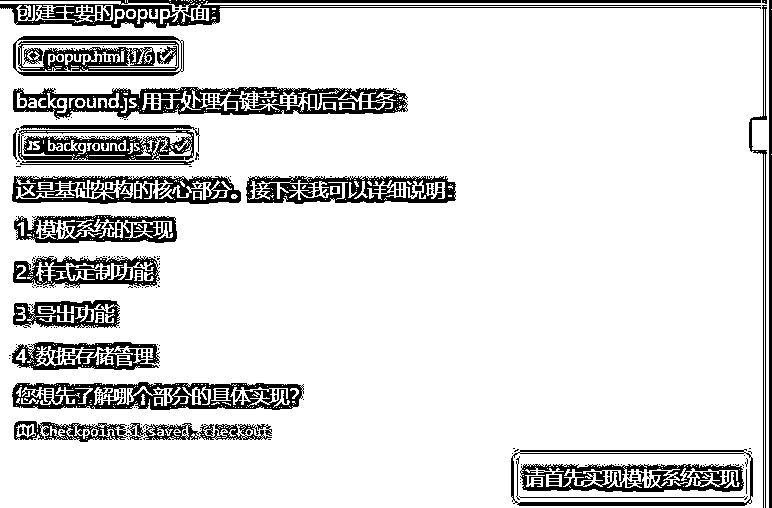 创建主要的popup界面:
popup.html 1/6
background.js 用于处理右键菜单和后台任务:
JS background.js 1/2
这是基础架构的核心部分。接下来我可以详细说明:
1. 模板系统的实现
2. 样式定制功能
3. 导出功能
4. 数据存储管理
您想先了解哪个部分的具体实现?
Checkpoint 1 saved, checkout
请首先实现模板系统实现